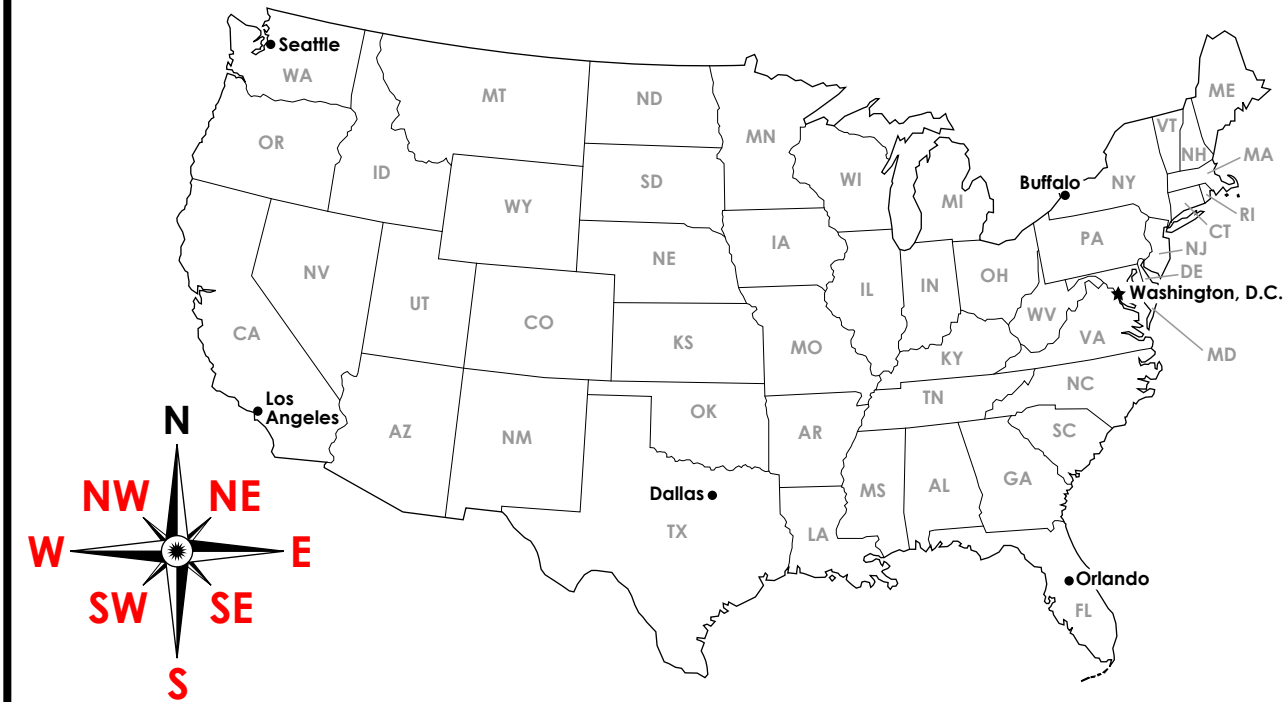 Seattle
WA
MT
ND
MN
ME
VT
NH
MA
OR
ID
SD
WI
MI
Buffalo
NY
RI
CT
WY
NE
IA
PA
NJ
DE
NV
UT
CO
IL
IN
OH
Washington, D.C.
WV
VA
MD
CA
KS
MO
KY
NC
Los
Angeles
AZ
NM
OK
AR
TN
SC
N
NW
NE
W
E
SW
SE
S
Dallas
TX
LA
MS
AL
GA
Orlando
FL